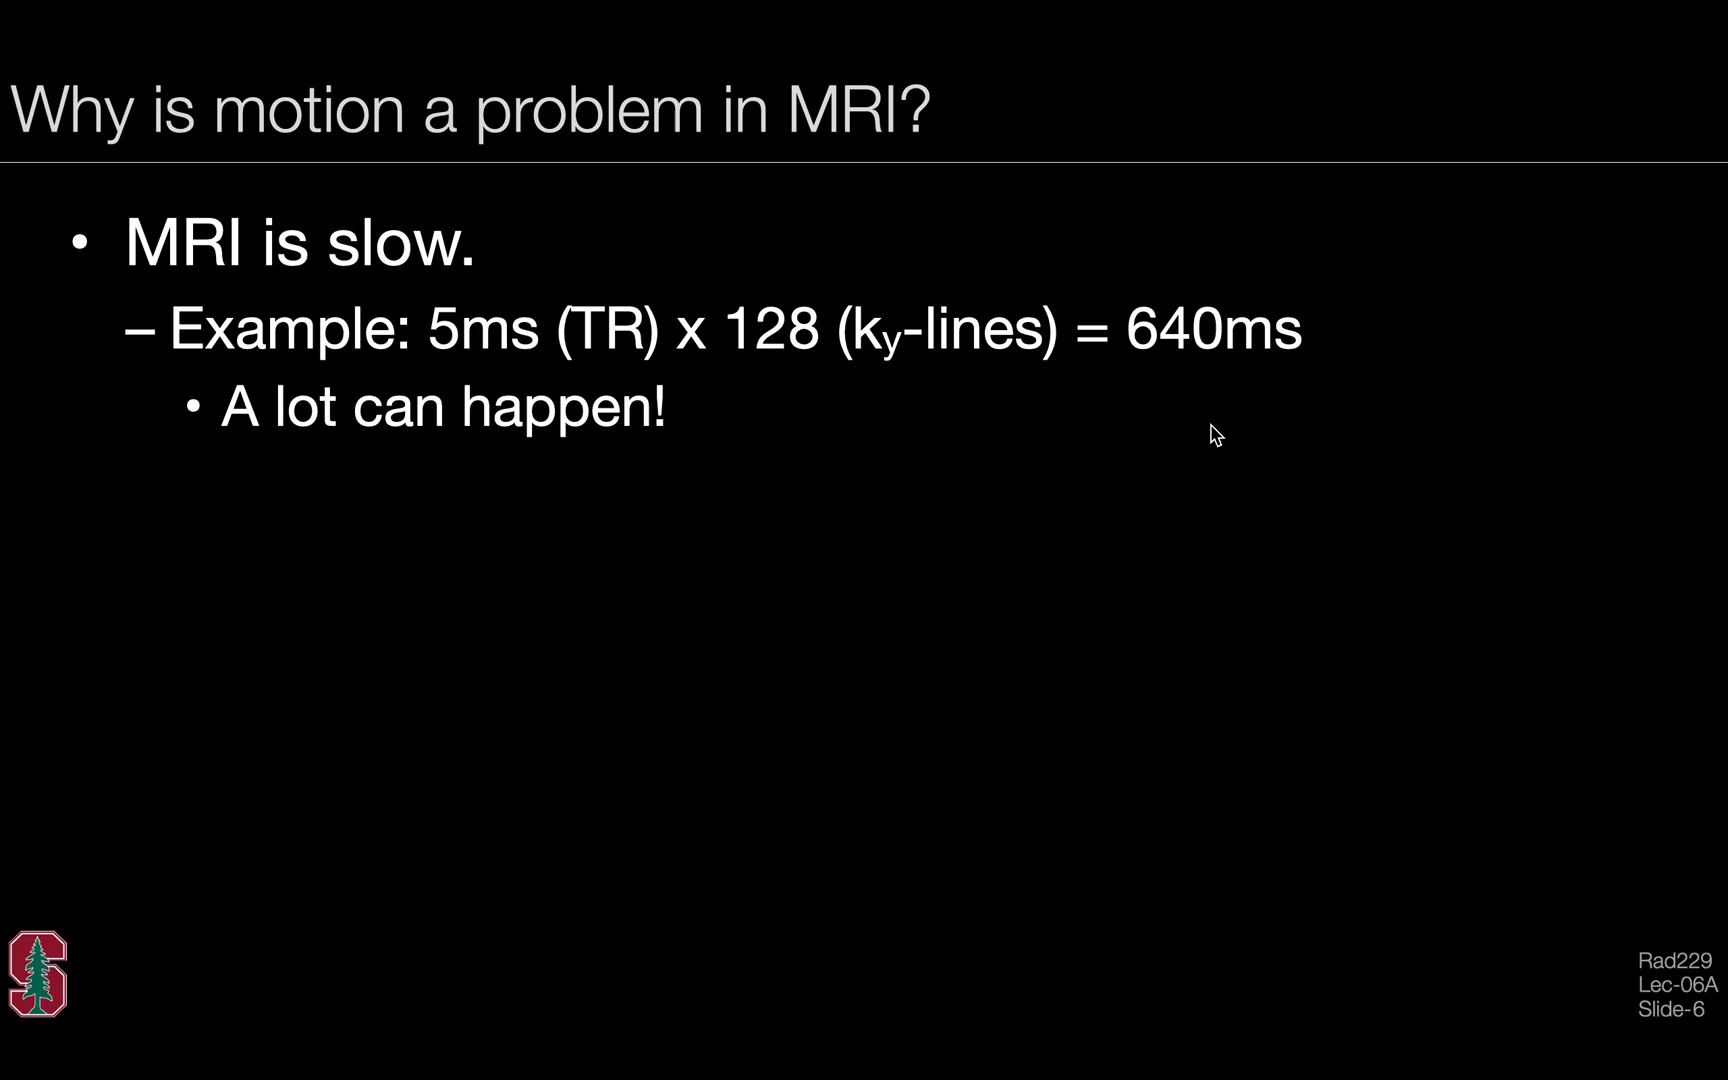 Why is motion a problem in MRI?
• MRI is slow.
– Example: 5ms (TR) x 128 (ky-lines) = 640ms
• A lot can happen!
Rad229
Lec-06A
Slide-6